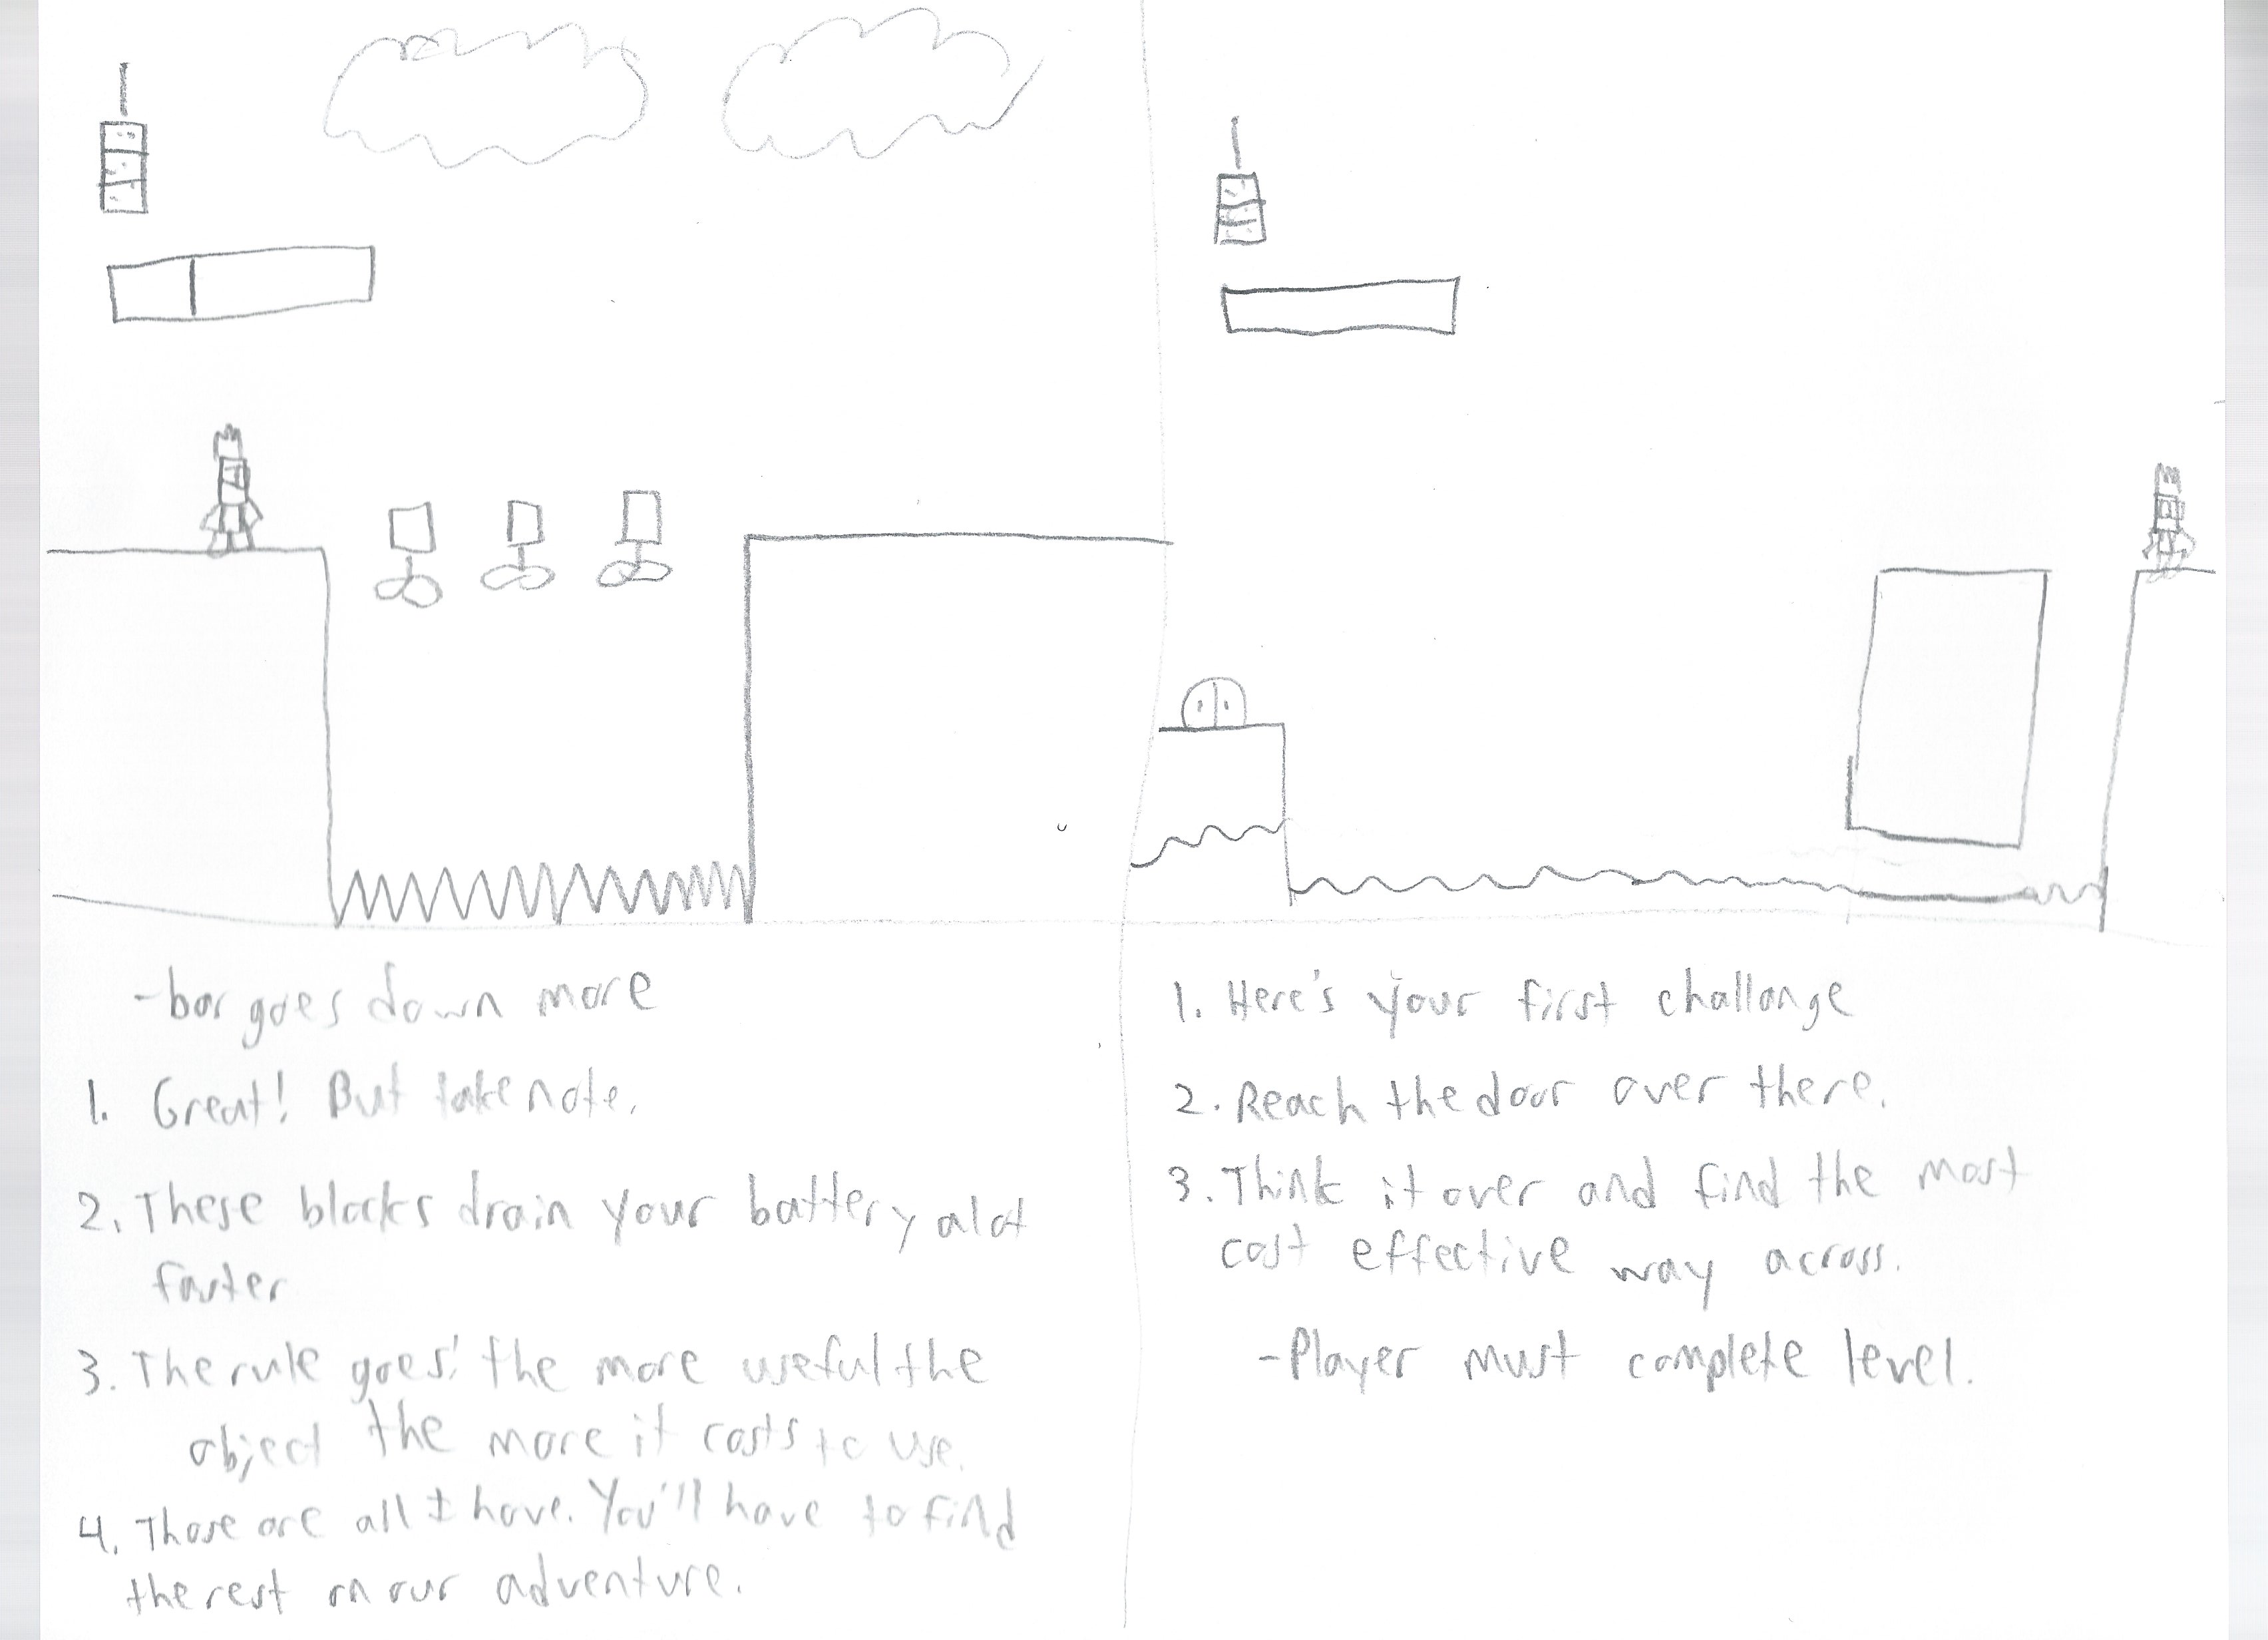 -bar goes down more
1. Great! But take note.
2. These blocks drain your battery alot
faster
3. The rule goes: the more useful the
object the more it costs to use.
4. Those are all I have. You'll have to find
the rest on our adventure.
1. Here's your first challange
2. Reach the door over there.
3. Think it over and find the most
cost effective way across.
-Player must complete level.